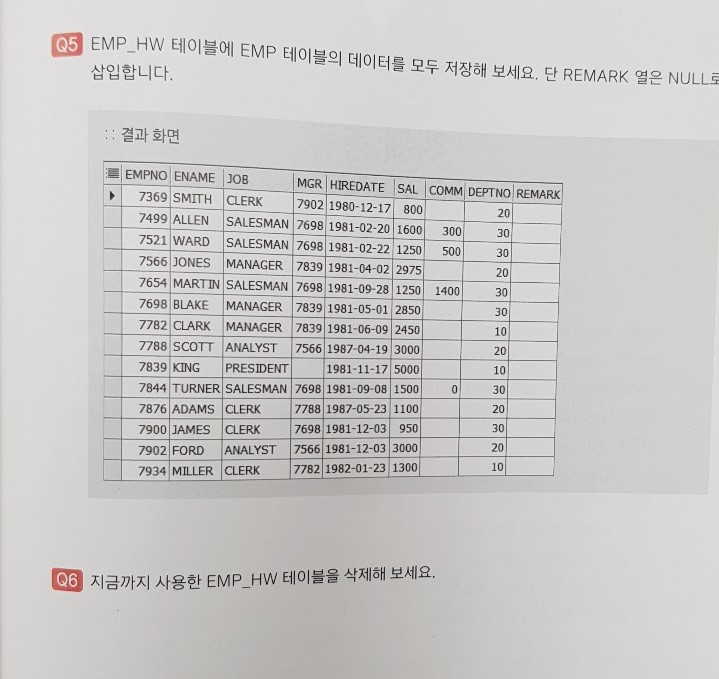 Q5 EMP_HW 테이블에 EMP 테이블의 데이터를 모두 저장해 보세요. 단 REMARK 열은 NULL로
삽입합니다.
:: 결과 화면
EMPNO ENAME JOB MGR HIREDATE SAL COMM DEPTNO REMARK
7369 SMITH CLERK 7902 1980-12-17 800 20
7499 ALLEN SALESMAN 7698 1981-02-20 1600 300 30
7521 WARD SALESMAN 7698 1981-02-22 1250 500 30
7566 JONES MANAGER 7839 1981-04-02 2975 20
7654 MARTIN SALESMAN 7698 1981-09-28 1250 1400 30
7698 BLAKE MANAGER 7839 1981-05-01 2850 30
7782 CLARK MANAGER 7839 1981-06-09 2450 10
7788 SCOTT ANALYST 7566 1987-04-19 3000 20
7839 KING PRESIDENT 1981-11-17 5000 10
7844 TURNER SALESMAN 7698 1981-09-08 1500 0 30
7876 ADAMS CLERK 7788 1987-05-23 1100 20
7900 JAMES CLERK 7698 1981-12-03 950 30
7902 FORD ANALYST 7566 1981-12-03 3000 20
7934 MILLER CLERK 7782 1982-01-23 1300 10
Q6 지금까지 사용한 EMP_HW 테이블을 삭제해 보세요.